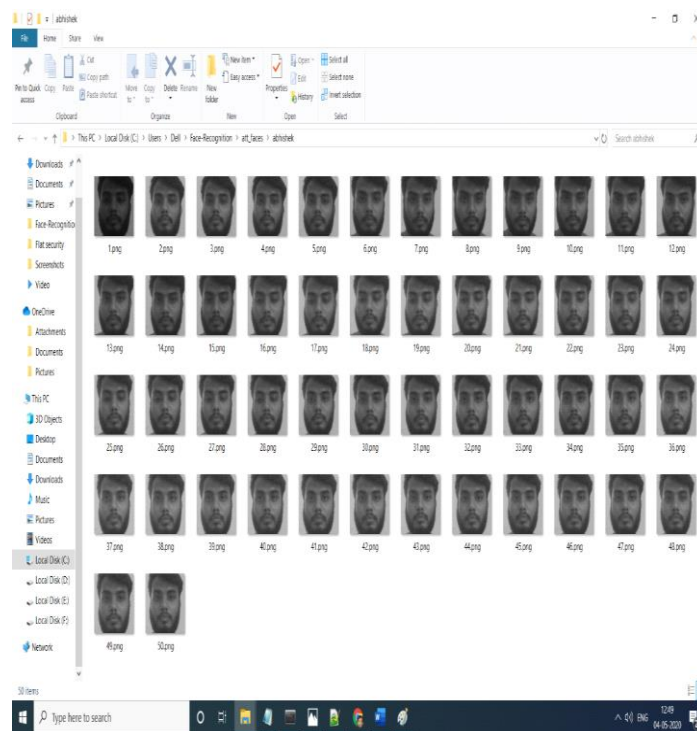 abhishek
File Home Share View
Pin to Quick access
Copy
Paste
Cut
Copy path
Paste shortcut
Move to
Copy to
Delete
Rename
New folder
New item
Easy access
Properties
Open
Edit
History
Select all
Select none
Invert selection
Clipboard Organize New Open Select
This PC > Local Disk (C:) > Users > Dell > Face-Recognition > att_faces > abhishek
Search abhishek
Downloads
Documents
Pictures
Face-Recognitio
Flat security
Screenshots
Video
OneDrive
Attachments
Documents
Pictures
This PC
3D Objects
Desktop
Documents
Downloads
Music
Pictures
Videos
Local Disk (C:)
Local Disk (D:)
Local Disk (E:)
Local Disk (F:)
Network
1.png 2.png 3.png 4.png 5.png 6.png 7.png 8.png 9.png 10.png 11.png 12.png
13.png 14.png 15.png 16.png 17.png 18.png 19.png 20.png 21.png 22.png 23.png 24.png
25.png 26.png 27.png 28.png 29.png 30.png 31.png 32.png 33.png 34.png 35.png 36.png
37.png 38.png 39.png 40.png 41.png 42.png 43.png 44.png 45.png 46.png 47.png 48.png
49.png 50.png
50 items
Type here to search
ENG
12:49
04-05-2020